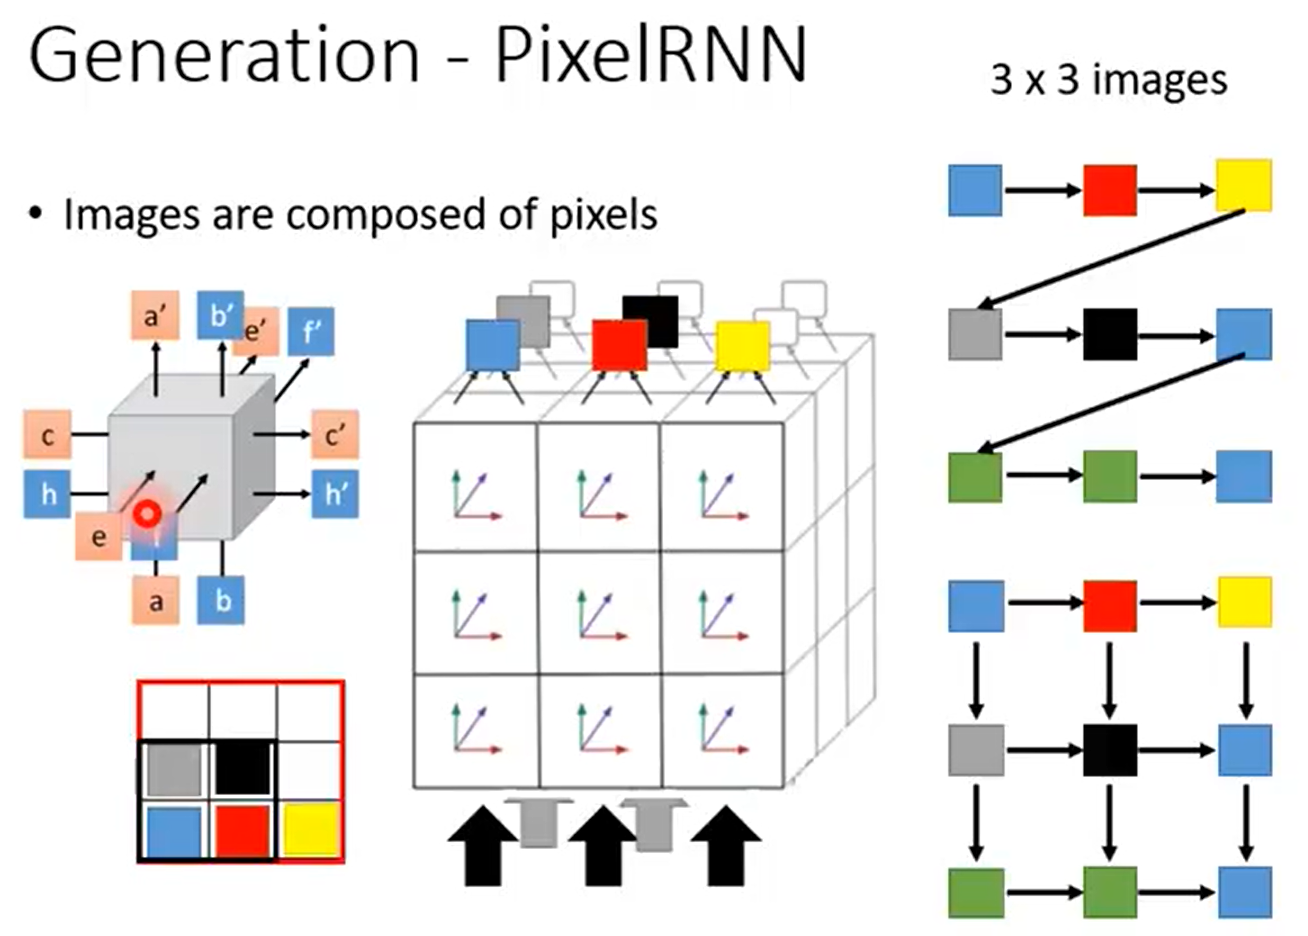 Generation - PixelRNN
3 x 3 images
• Images are composed of pixels
a′ b′ e′ f′
c c′
h h′
e f
a b